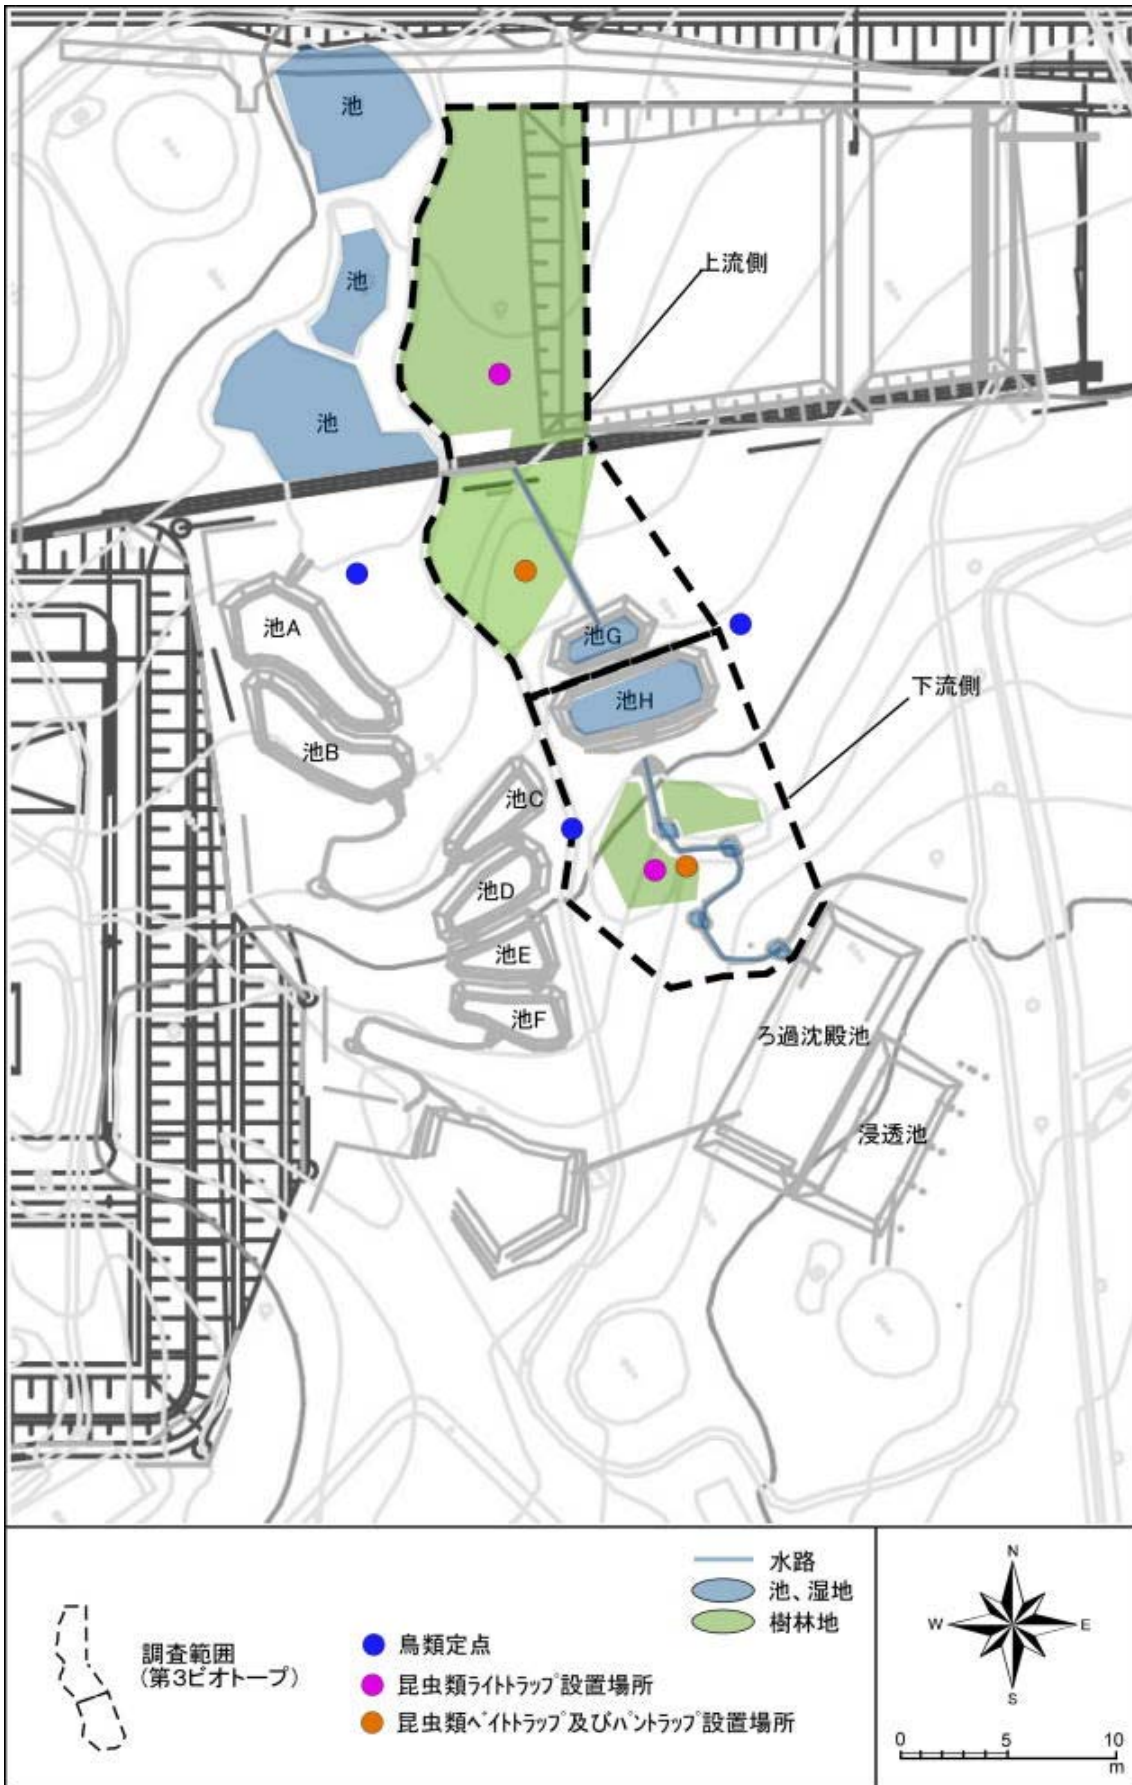 池
池
上流側
池
池A
池G
池H
下流側
池B
池C
池D
池E
池F
ろ過沈殿池
浸透池
水路
池、湿地
樹林地
調査範囲
(第3ビオトープ)
鳥類定点
昆虫類ライトトラップ設置場所
昆虫類ベイトトラップ及びパントラップ設置場所
N
W
E
S
0 5 10
m